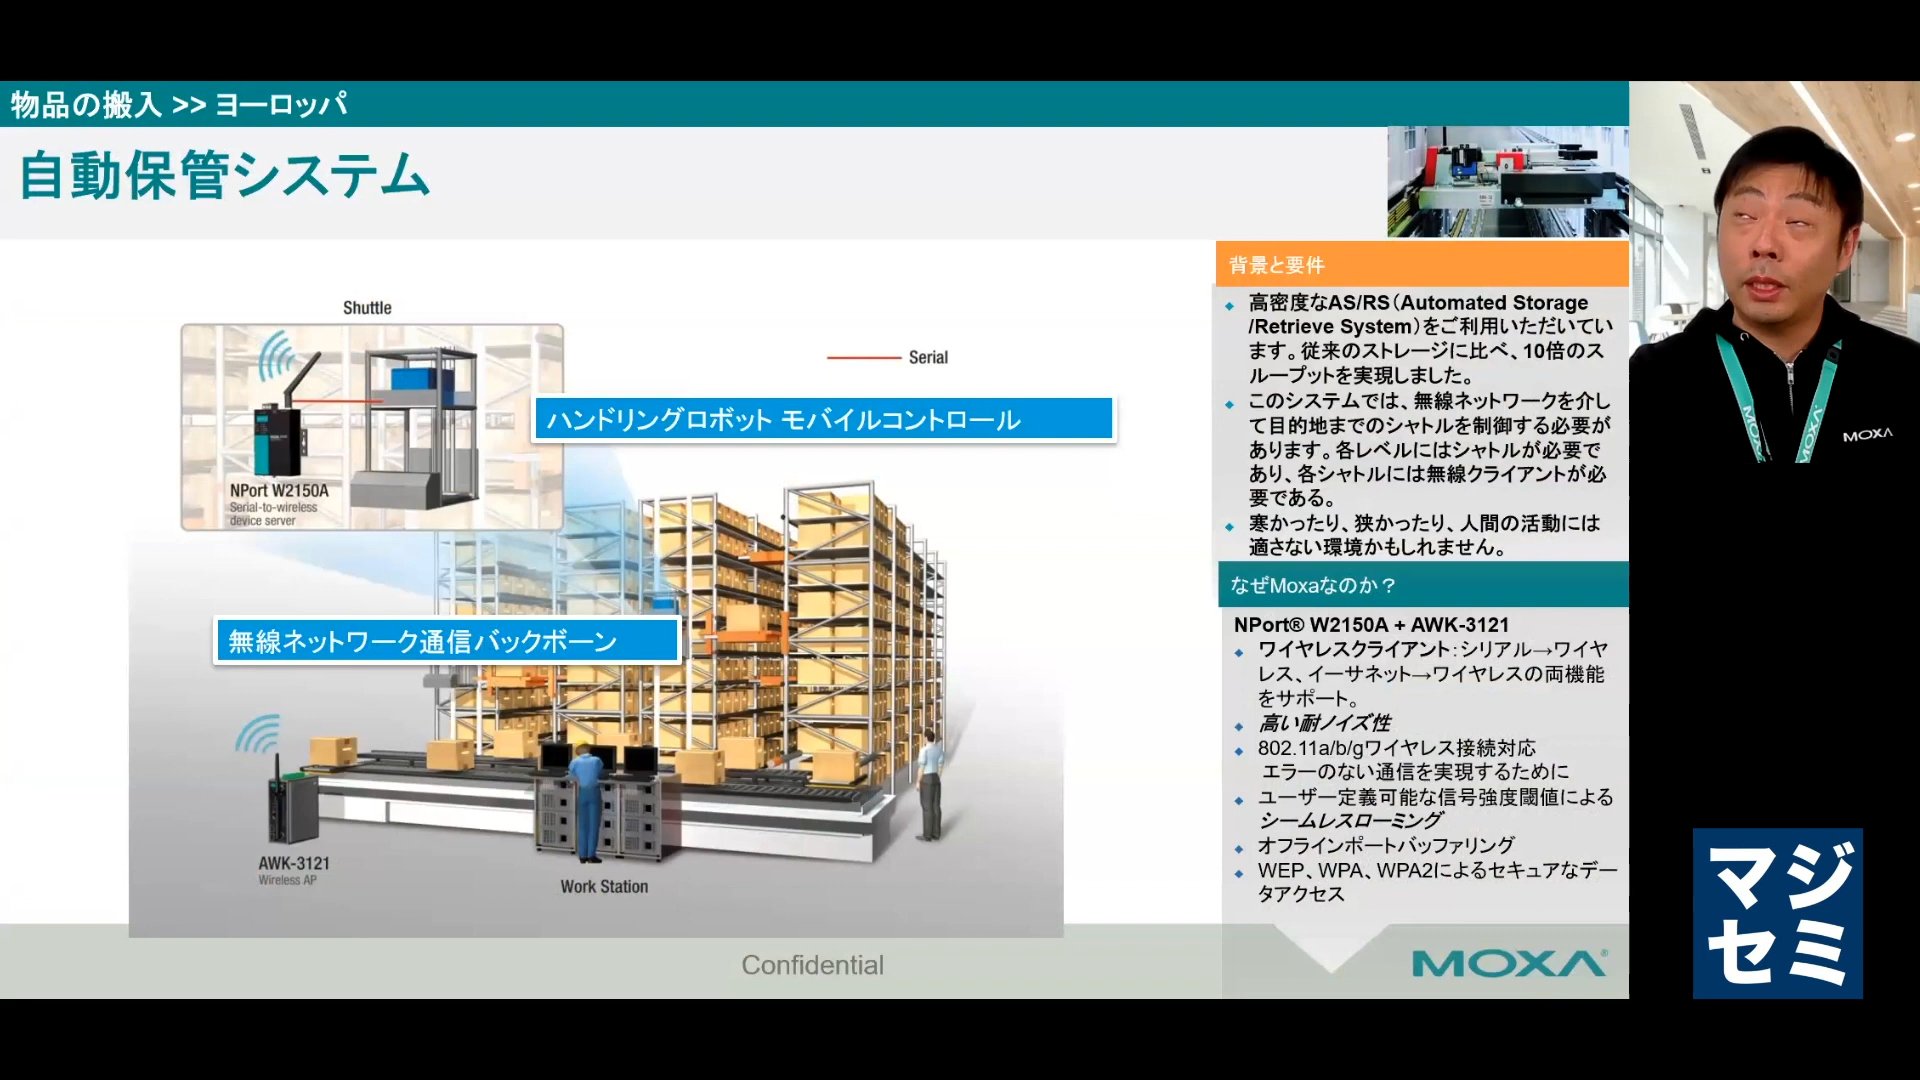 物品の搬入 >> ヨーロッパ
自動保管システム
Shuttle
Serial
ハンドリングロボット モバイルコントロール
NPort W2150A
Serial-to-wireless
device server
無線ネットワーク通信バックボーン
AWK-3121
Wireless AP
Work Station
背景と要件
高密度なAS/RS（Automated Storage
/Retrieve System）をご利用いただいてい
ます。従来のストレージに比べ、10倍のス
ループットを実現しました。
このシステムでは、無線ネットワークを介し
て目的地までのシャトルを制御する必要が
あります。各レベルにはシャトルが必要で
あり、各シャトルには無線クライアントが必
要である。
寒かったり、狭かったり、人間の活動には
適さない環境かもしれません。
なぜMoxaなのか？
NPort® W2150A + AWK-3121
ワイヤレスクライアント：シリアル→ワイヤ
レス、イーサネット→ワイヤレスの両機能
をサポート。
高い耐ノイズ性
802.11a/b/gワイヤレス接続対応
エラーのない通信を実現するために
ユーザー定義可能な信号強度閾値による
シームレスローミング
オフラインポートバッファリング
WEP、WPA、WPA2によるセキュアなデー
タアクセス
Confidential
MOXA®
MOXA
MOXA
MOXA
マジ
セミ